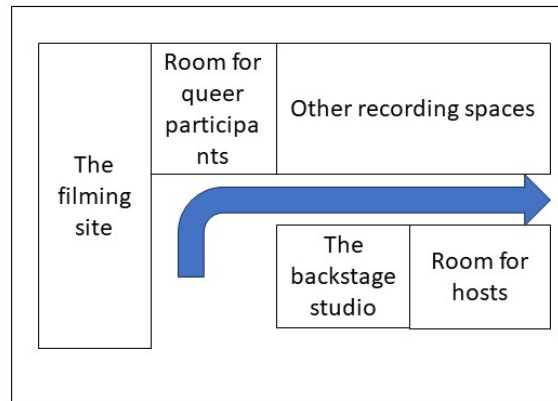 The
filming
site
Room for
queer
participa
nts
Other recording spaces
The
backstage
studio
Room for
hosts